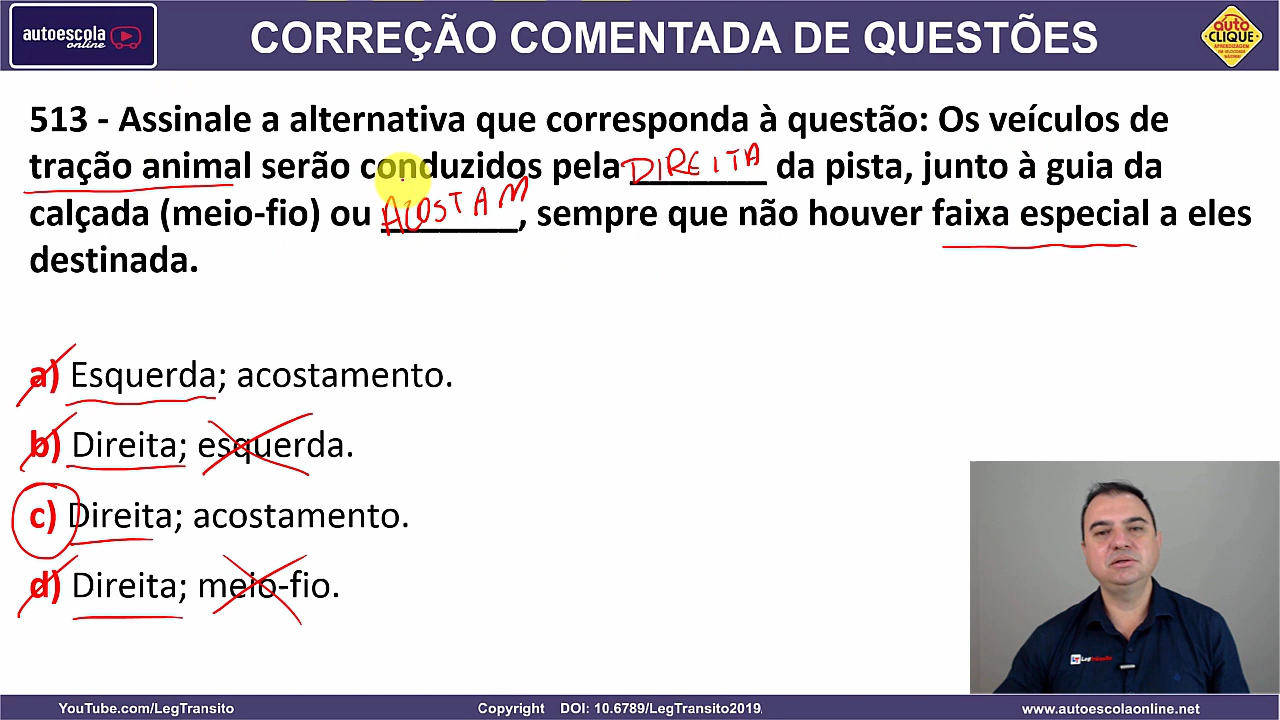 autoescola
online
CORREÇÃO COMENTADA DE QUESTÕES
auto
CLIQUE
513 - Assinale a alternativa que corresponda à questão: Os veículos de
tração animal serão conduzidos pela DIREITA da pista, junto à guia da
calçada (meio-fio) ou ACOSTAM, sempre que não houver faixa especial a eles
destinada.
a) Esquerda; acostamento.
b) Direita; esquerda.
c) Direita; acostamento.
d) Direita; meio-fio.
LegTrânsito
YouTube.com/LegTransito Copyright DOI: 10.6789/LegTransito2019 www.autoescolaonline.net